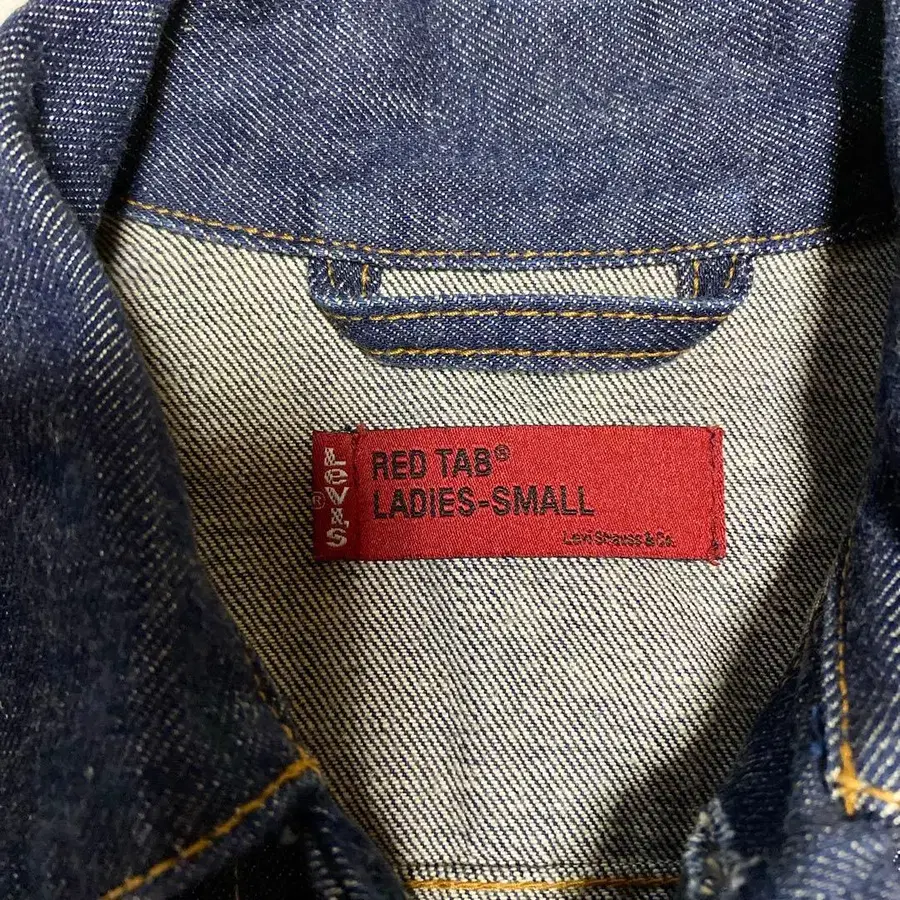 LEVI'S
®
RED TAB®
LADIES-SMALL
Levi Strauss & Co.